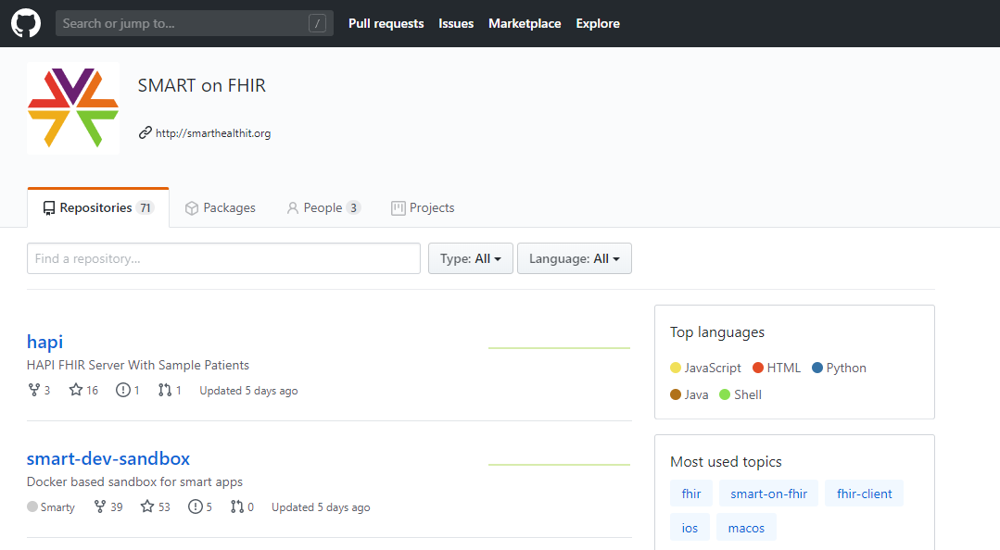 Search or jump to... / Pull requests Issues Marketplace Explore
SMART on FHIR
http://smarthealthit.org
Repositories 71 Packages People 3 Projects
Find a repository... Type: All Language: All
hapi
HAPI FHIR Server With Sample Patients
3 16 1 1 Updated 5 days ago
smart-dev-sandbox
Docker based sandbox for smart apps
Smarty 39 53 5 0 Updated 5 days ago
Top languages
JavaScript HTML Python
Java Shell
Most used topics
fhir smart-on-fhir fhir-client
ios macos